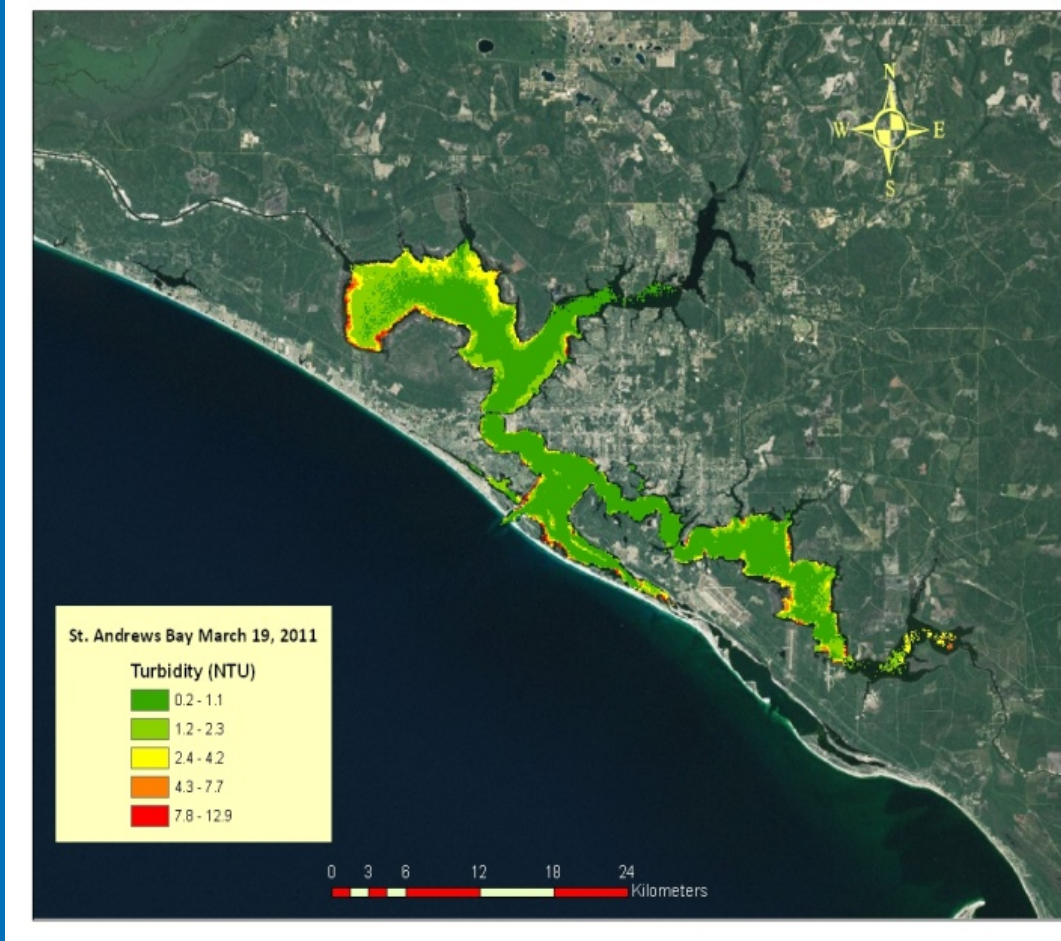 N
W E
S
St. Andrews Bay March 19, 2011
Turbidity (NTU)
0.2 - 1.1
1.2 - 2.3
2.4 - 4.2
4.3 - 7.7
7.8 - 12.9
0 3 6 12 18 24
Kilometers